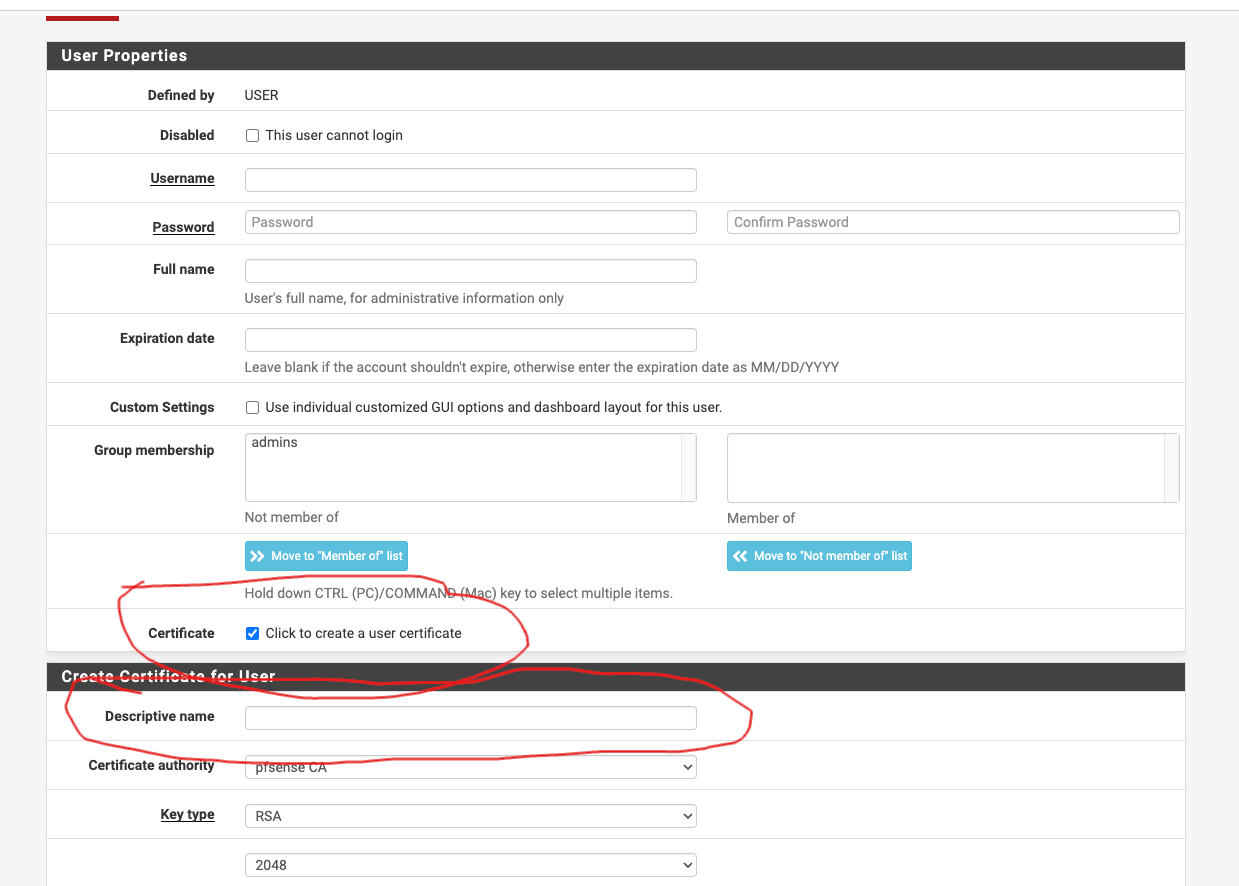 User Properties
Defined by USER
Disabled This user cannot login
Username
Password Password Confirm Password
Full name
User's full name, for administrative information only
Expiration date
Leave blank if the account shouldn't expire, otherwise enter the expiration date as MM/DD/YYYY
Custom Settings Use individual customized GUI options and dashboard layout for this user.
Group membership admins
Not member of Member of
Move to "Member of" list Move to "Not member of" list
Hold down CTRL (PC)/COMMAND (Mac) key to select multiple items.
Certificate Click to create a user certificate
Create Certificate for User
Descriptive name
Certificate authority pfsense CA
Key type RSA
2048